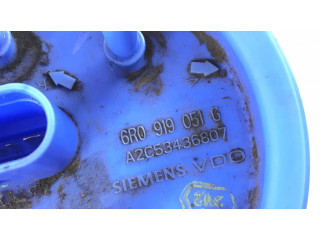 6R0 919 051 G
A2C53436807
SIEMENS VDO